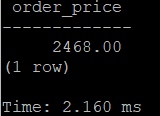 order_price
-------------
2468.00
(1 row)
Time: 2.160 ms